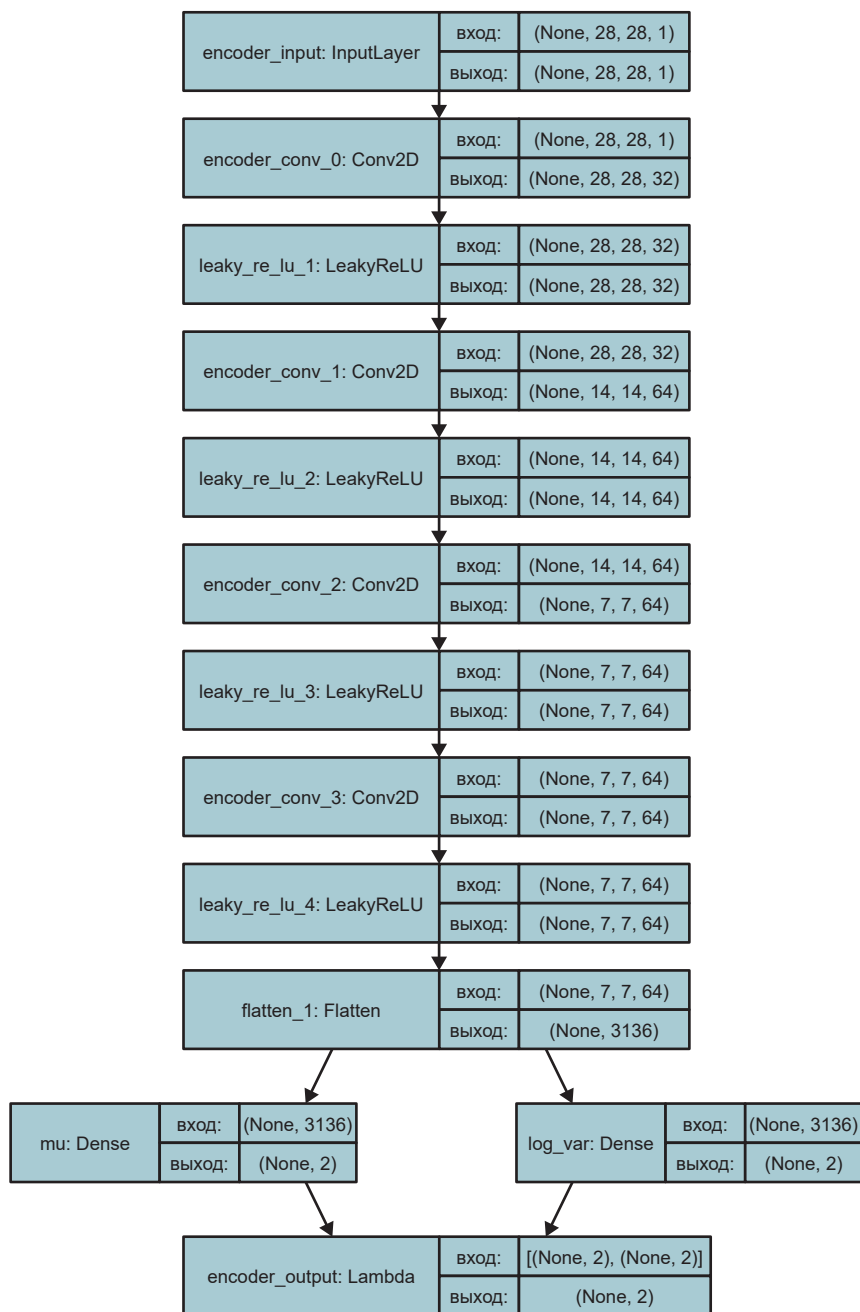 encoder_input: InputLayer
вход: (None, 28, 28, 1)
выход: (None, 28, 28, 1)
encoder_conv_0: Conv2D
вход: (None, 28, 28, 1)
выход: (None, 28, 28, 32)
leaky_re_lu_1: LeakyReLU
вход: (None, 28, 28, 32)
выход: (None, 28, 28, 32)
encoder_conv_1: Conv2D
вход: (None, 28, 28, 32)
выход: (None, 14, 14, 64)
leaky_re_lu_2: LeakyReLU
вход: (None, 14, 14, 64)
выход: (None, 14, 14, 64)
encoder_conv_2: Conv2D
вход: (None, 14, 14, 64)
выход: (None, 7, 7, 64)
leaky_re_lu_3: LeakyReLU
вход: (None, 7, 7, 64)
выход: (None, 7, 7, 64)
encoder_conv_3: Conv2D
вход: (None, 7, 7, 64)
выход: (None, 7, 7, 64)
leaky_re_lu_4: LeakyReLU
вход: (None, 7, 7, 64)
выход: (None, 7, 7, 64)
flatten_1: Flatten
вход: (None, 7, 7, 64)
выход: (None, 3136)
mu: Dense
вход: (None, 3136)
выход: (None, 2)
log_var: Dense
вход: (None, 3136)
выход: (None, 2)
encoder_output: Lambda
вход: [(None, 2), (None, 2)]
выход: (None, 2)